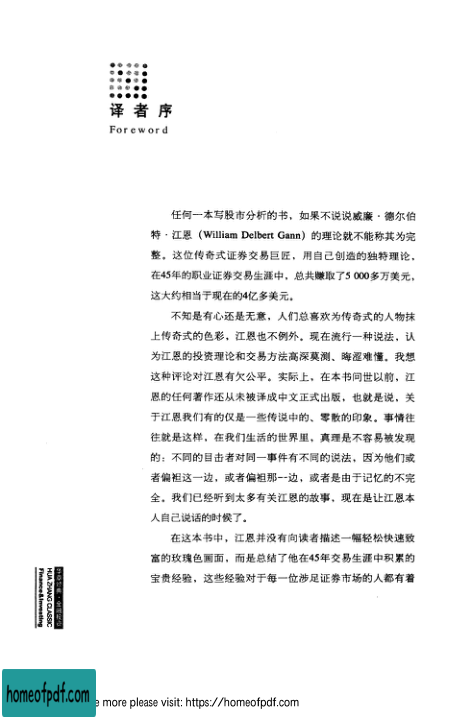 译者序
Foreword
任何一本写股市分析的书，如果不说说威廉·德尔伯
特·江恩（William Delbert Gann）的理论就不能称其为完
整。这位传奇式证券交易巨匠，用自己创造的独特理论，
在45年的职业证券交易生涯中，总共赚取了5 000多万美元，
这大约相当于现在的4亿多美元。
不知是有心还是无意，人们总喜欢为传奇式的人物抹
上传奇式的色彩，江恩也不例外。现在流行一种说法，认
为江恩的投资理论和交易方法高深莫测、晦涩难懂。我想
这种评论对江恩有欠公平。实际上，在本书问世以前，江
恩的任何著作还从未被译成中文正式出版，也就是说，关
于江恩我们有的仅是一些传说中的、零散的印象。事情往
往就是这样，在我们生活的世界里，真理是不容易被发现
的：不同的目击者对同一事件有不同的说法，因为他们或
者偏袒这一边，或者偏袒那一边，或者是由于记忆的不完
全。我们已经听到太多有关江恩的故事，现在是让江恩本
人自己说话的时候了。
在这本书中，江恩并没有向读者描述一幅轻松快速致
富的玫瑰色画面，而是总结了他在45年交易生涯中积累的
宝贵经验，这些经验对于每一位涉足证券市场的人都有着
HUA ZHANG CLASSIC
Finance&Investing
homeofpdf.com
e more please visit: https://homeofpdf.com